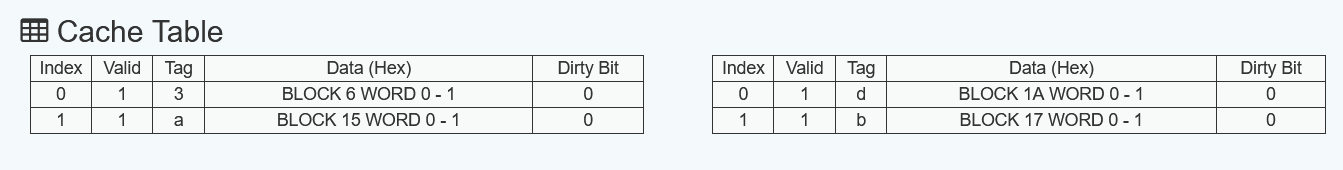 Cache Table
Index Valid Tag Data (Hex) Dirty Bit
0 1 3 BLOCK 6 WORD 0 - 1 0
1 1 a BLOCK 15 WORD 0 - 1 0
Index Valid Tag Data (Hex) Dirty Bit
0 1 d BLOCK 1A WORD 0 - 1 0
1 1 b BLOCK 17 WORD 0 - 1 0